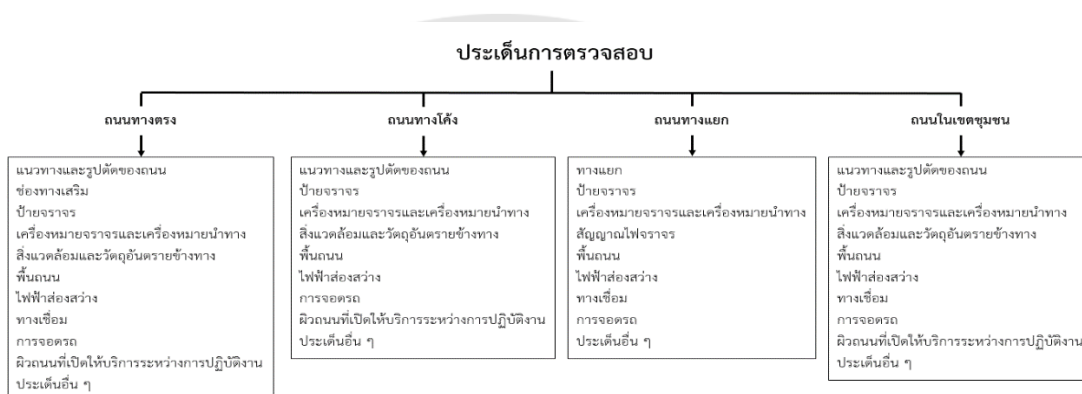 ประเด็นการตรวจสอบ
ถนนทางตรง
แนวทางและรูปตัดของถนน
ช่องทางเสริม
ป้ายจราจร
เครื่องหมายจราจรและเครื่องหมายนำทาง
สิ่งแวดล้อมและวัตถุอันตรายข้างทาง
พื้นถนน
ไฟฟ้าส่องสว่าง
ทางเชื่อม
การจอดรถ
ผิวถนนที่เปิดให้บริการระหว่างการปฏิบัติงาน
ประเด็นอื่น ๆ
ถนนทางโค้ง
แนวทางและรูปตัดของถนน
ป้ายจราจร
เครื่องหมายจราจรและเครื่องหมายนำทาง
สิ่งแวดล้อมและวัตถุอันตรายข้างทาง
พื้นถนน
ไฟฟ้าส่องสว่าง
การจอดรถ
ผิวถนนที่เปิดให้บริการระหว่างการปฏิบัติงาน
ประเด็นอื่น ๆ
ถนนทางแยก
ทางแยก
ป้ายจราจร
เครื่องหมายจราจรและเครื่องหมายนำทาง
สัญญาณไฟจราจร
พื้นถนน
ไฟฟ้าส่องสว่าง
ทางเชื่อม
การจอดรถ
ประเด็นอื่น ๆ
ถนนในเขตชุมชน
แนวทางและรูปตัดของถนน
ป้ายจราจร
เครื่องหมายจราจรและเครื่องหมายนำทาง
สิ่งแวดล้อมและวัตถุอันตรายข้างทาง
พื้นถนน
ไฟฟ้าส่องสว่าง
ทางเชื่อม
การจอดรถ
ผิวถนนที่เปิดให้บริการระหว่างการปฏิบัติงาน
ประเด็นอื่น ๆ